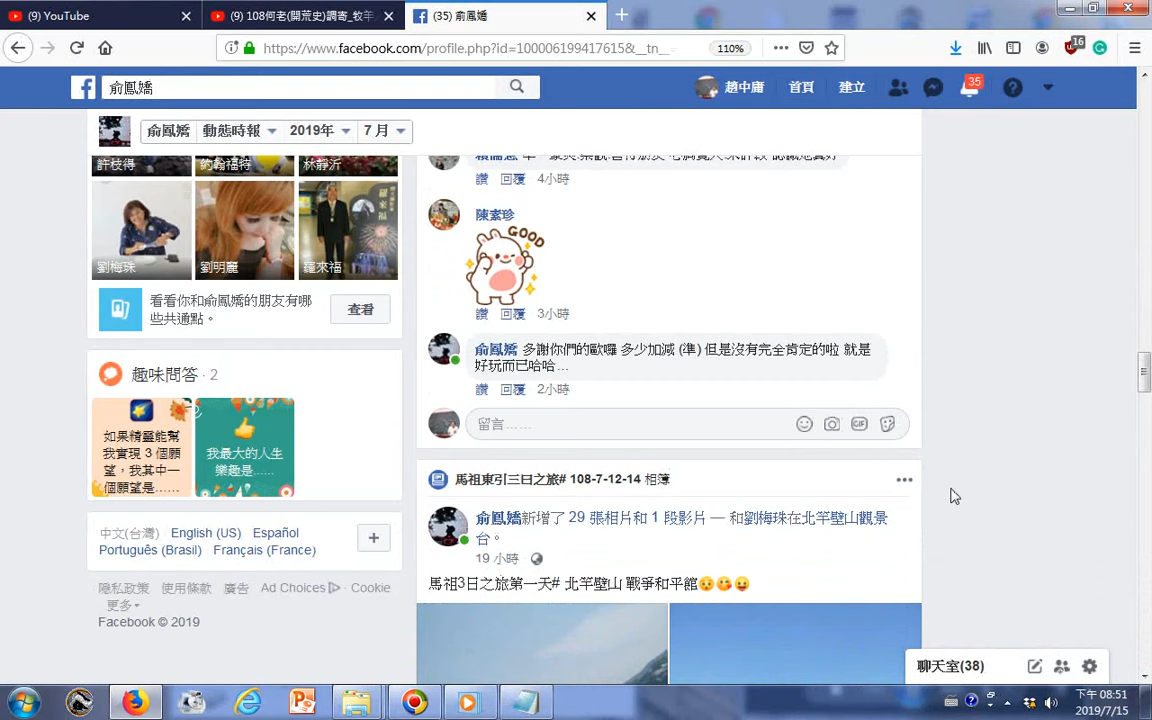 (9) YouTube
(9) 108何老(開荒史)調寄_牧羊
(35) 俞鳳嬌
https://www.facebook.com/profile.php?id=100006199417615&__tn__
110%
16
俞鳳嬌
趙中庸
首頁
建立
35
俞鳳嬌
動態時報
2019年
7 月
許枝得
約翰福特
林靜沂
讚 回覆 4小時
陳素珍
GOOD
讚 回覆 3小時
劉梅珠
劉明麗
羅來福
看看你和俞鳳嬌的朋友有哪
些共通點。
查看
俞鳳嬌 多謝你們的歐囉 多少加減 (準) 但是沒有完全肯定的啦 就是
好玩而已哈哈...
讚 回覆 2小時
趣味問答 · 2
留言……
GIF
如果精靈能幫
我實現 3 個願
望，我其中一
個願望是……
我最大的人生
樂趣是……
馬祖東引三日之旅# 108-7-12-14 相簿
俞鳳嬌新增了 29 張相片和 1 段影片 — 和劉梅珠在北竿壁山觀景
台。
19 小時
馬祖3日之旅第一天# 北竿壁山 戰爭和平館
中文(台灣) English (US) Español
Português (Brasil) Français (France)
隱私政策 使用條款 廣告 Ad Choices Cookie
更多
Facebook © 2019
聊天室(38)
下午 08:51
2019/7/15